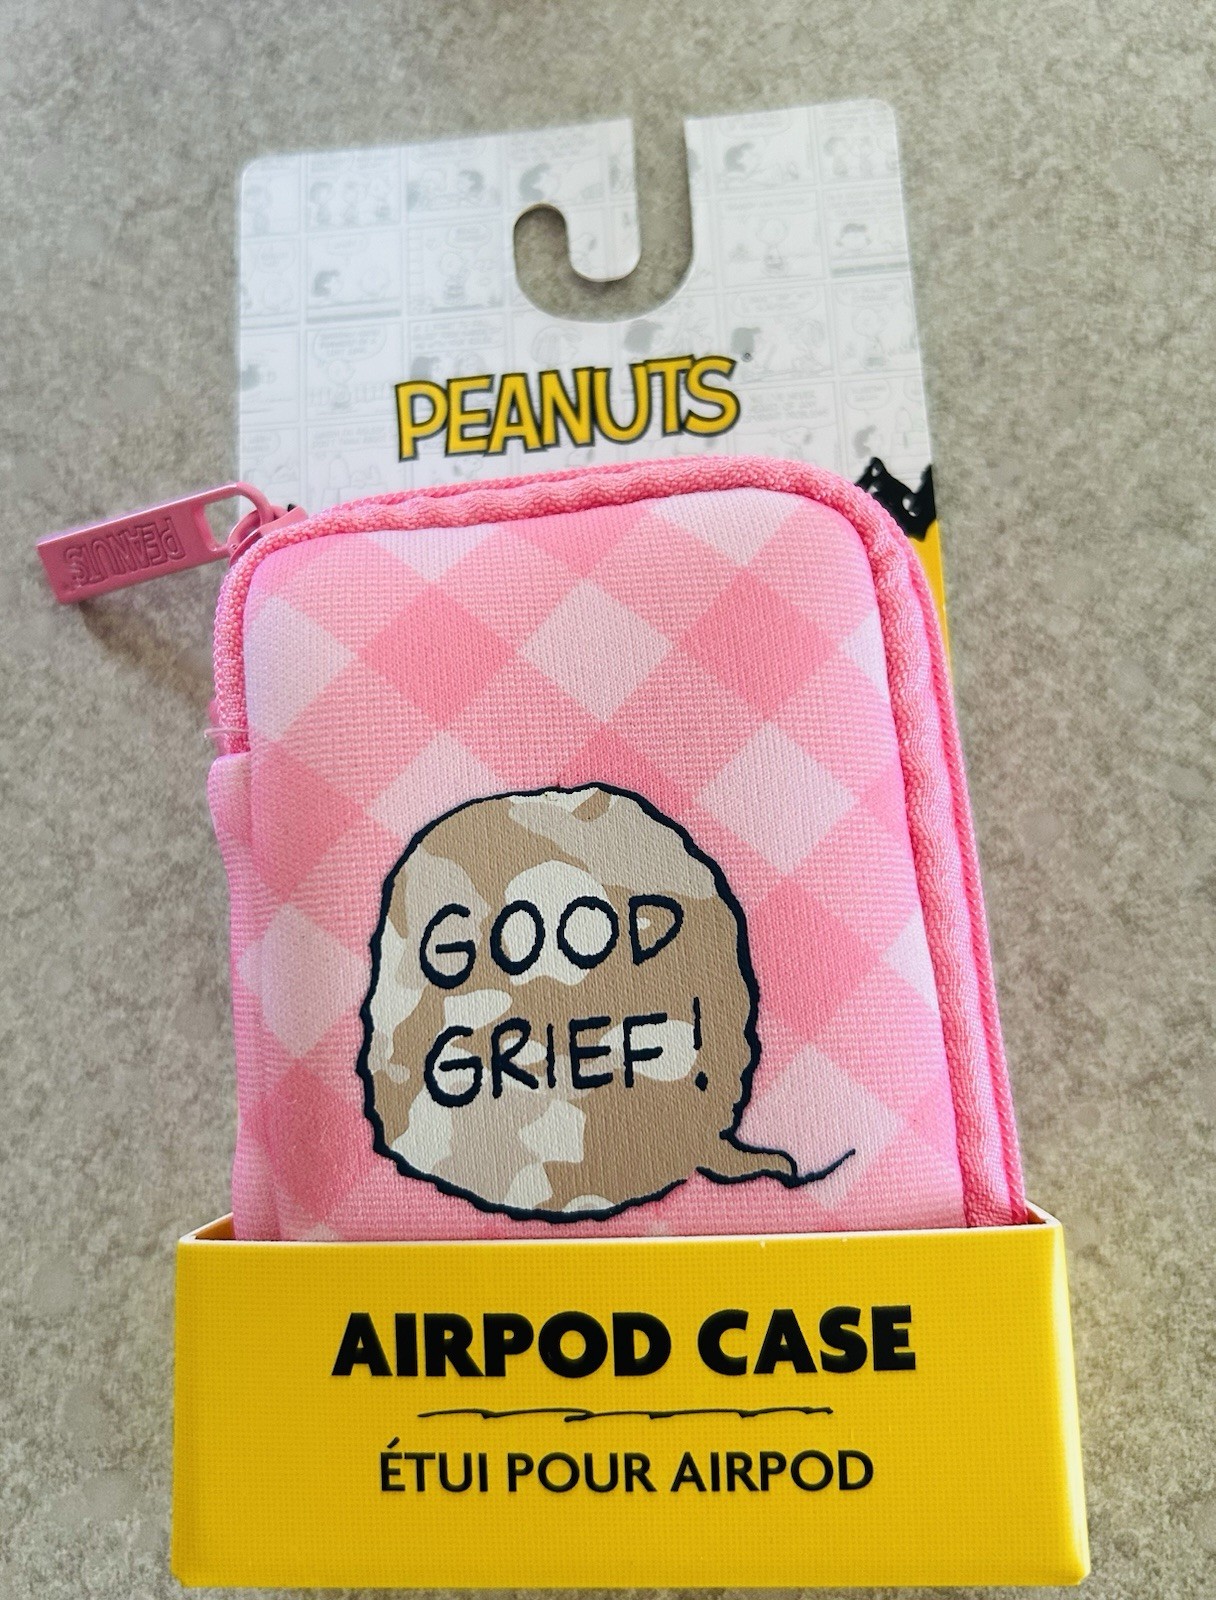 PEANUTS
PEANUTS
GOOD
GRIEF!
AIRPOD CASE
ÉTUI POUR AIRPOD